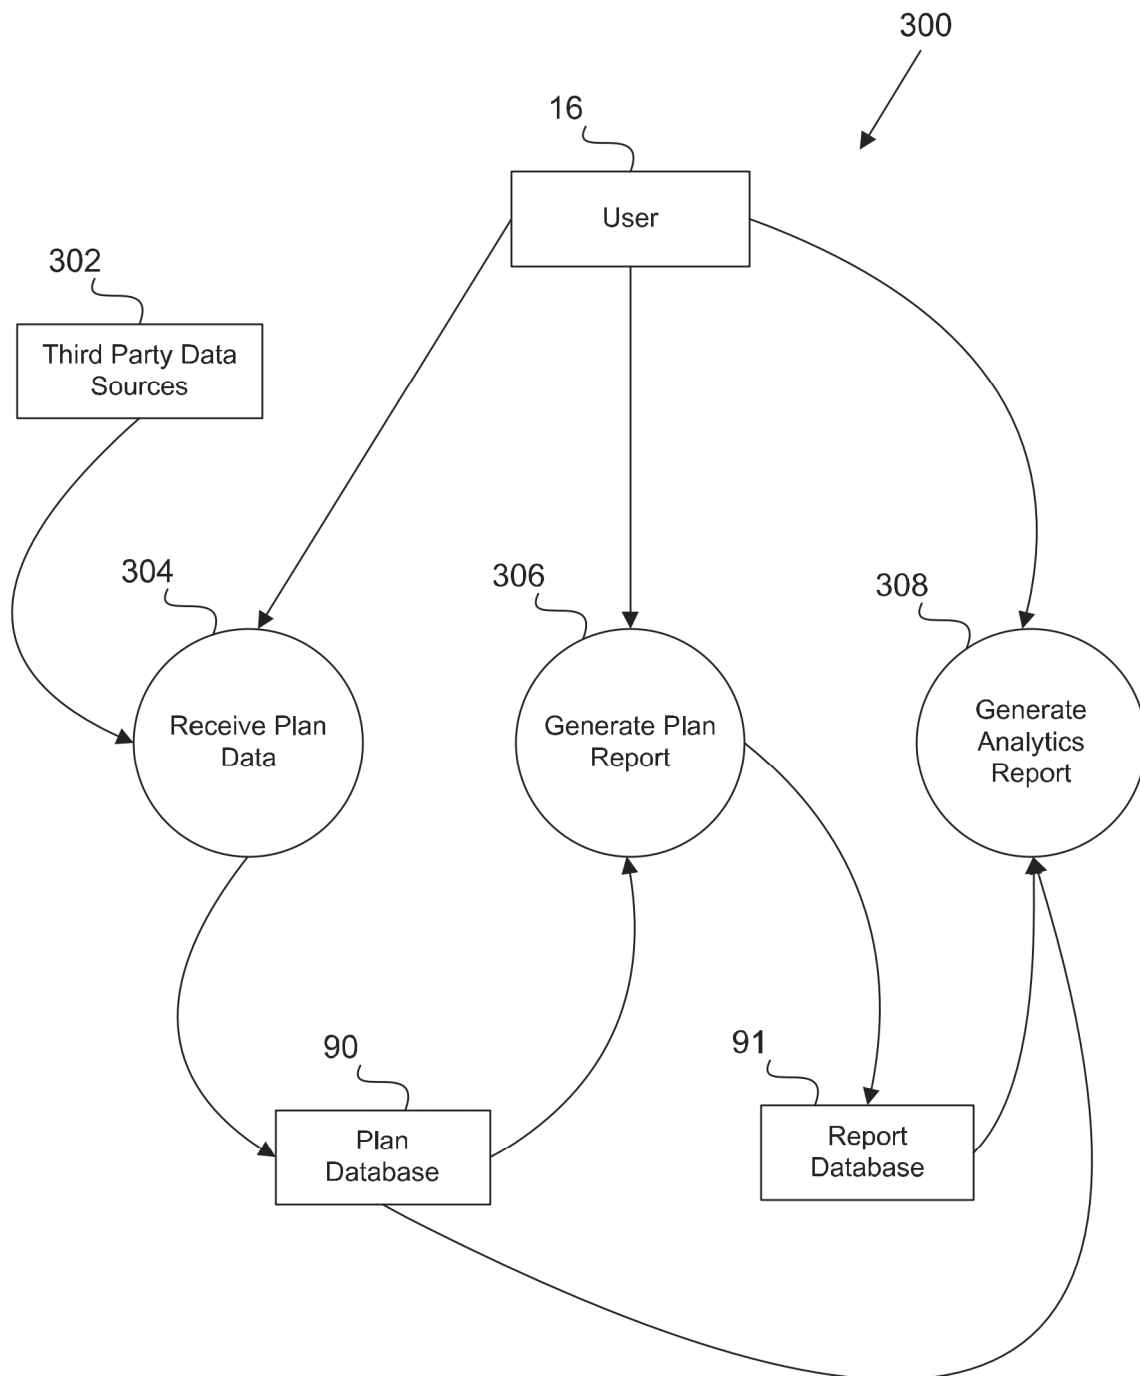 300
16
User
302
Third Party Data
Sources
304
306
308
Receive Plan
Data
Generate Plan
Report
Generate
Analytics
Report
90
91
Plan
Database
Report
Database